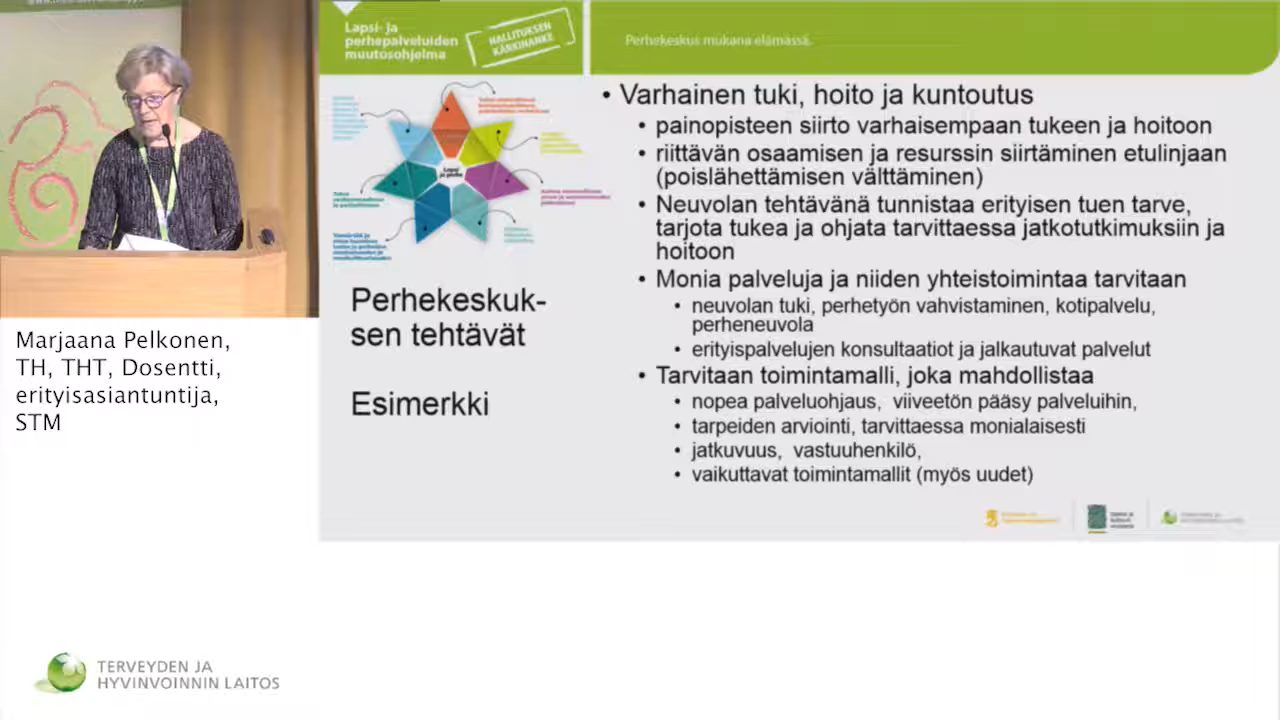 Lapsi- ja
perhepalveluiden
muutosohjelma
HALLITUKSEN
KÄRKIHANKE
Perhekeskus mukana elämässä.
Lapsi
ja perhe
Perhekeskuk-
sen tehtävät
Esimerkki
• Varhainen tuki, hoito ja kuntoutus
• painopisteen siirto varhaisempaan tukeen ja hoitoon
• riittävän osaamisen ja resurssin siirtäminen etulinjaan
(poislähettämisen välttäminen)
• Neuvolan tehtävänä tunnistaa erityisen tuen tarve,
tarjota tukea ja ohjata tarvittaessa jatkotutkimuksiin ja
hoitoon
• Monia palveluja ja niiden yhteistoimintaa tarvitaan
• neuvolan tuki, perhetyön vahvistaminen, kotipalvelu,
perheneuvola
• erityispalvelujen konsultaatiot ja jalkautuvat palvelut
• Tarvitaan toimintamalli, joka mahdollistaa
• nopea palveluohjaus, viiveetön pääsy palveluihin,
• tarpeiden arviointi, tarvittaessa monialaisesti
• jatkuvuus, vastuuhenkilö,
• vaikuttavat toimintamallit (myös uudet)
Marjaana Pelkonen,
TH, THT, Dosentti,
erityisasiantuntija,
STM
TERVEYDEN JA
HYVINVOINNIN LAITOS